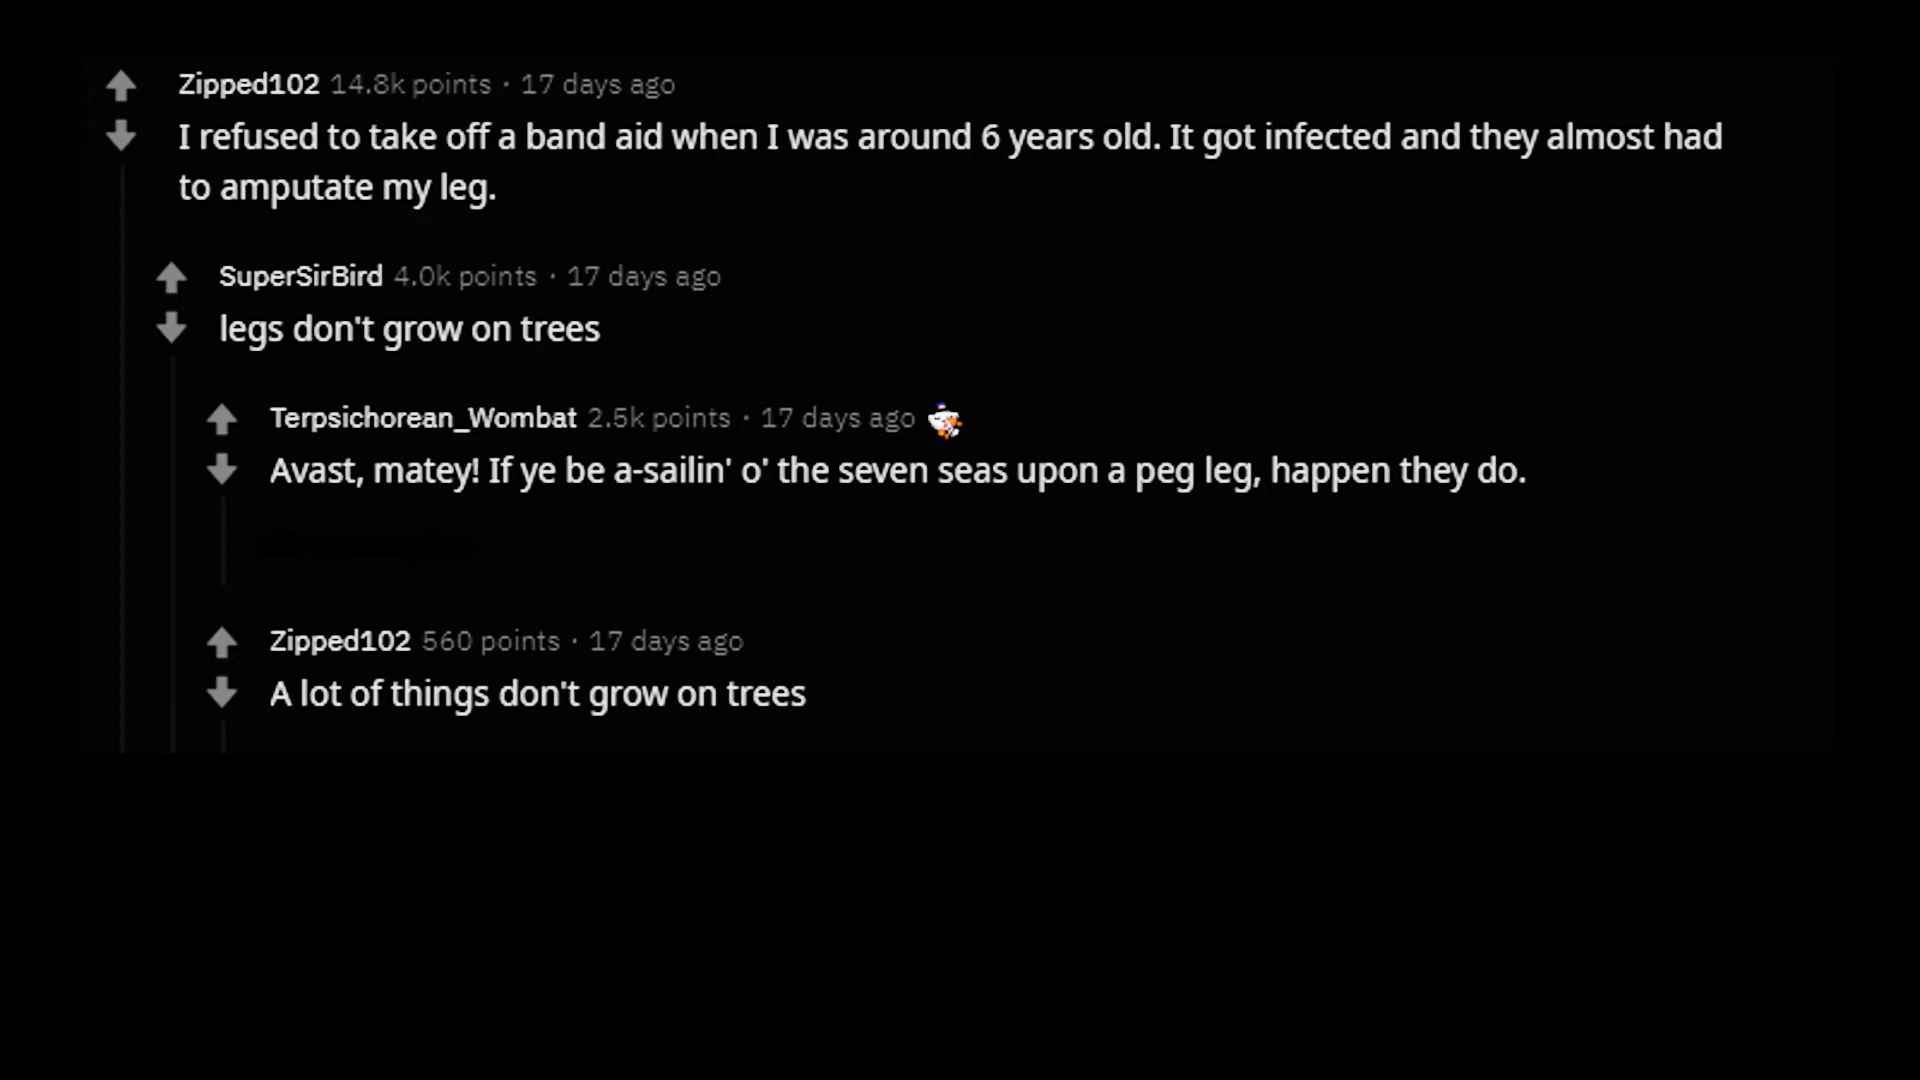 Zipped102 14.8k points · 17 days ago
I refused to take off a band aid when I was around 6 years old. It got infected and they almost had
to amputate my leg.
SuperSirBird 4.0k points · 17 days ago
legs don't grow on trees
Terpsichorean_Wombat 2.5k points · 17 days ago
Avast, matey! If ye be a-sailin' o' the seven seas upon a peg leg, happen they do.
Zipped102 560 points · 17 days ago
A lot of things don't grow on trees